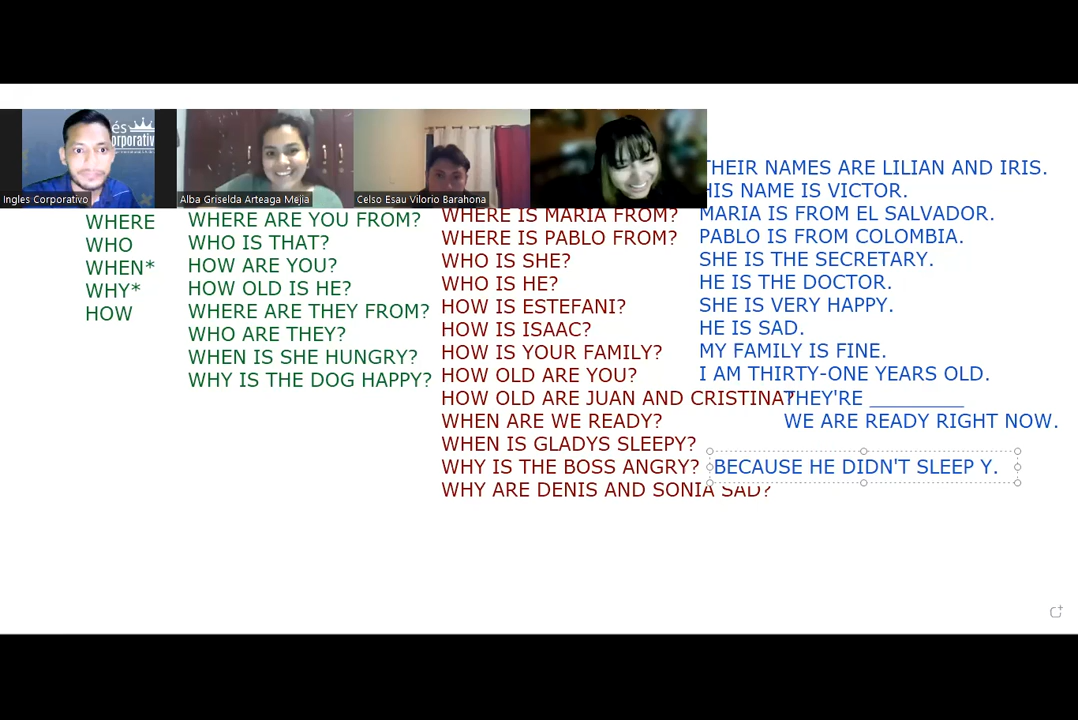 és
orporativ
Ingles Corporativo
Alba Griselda Arteaga Mejia
Celso Esau Vilorio Barahona
WHERE
WHO
WHEN*
WHY*
HOW
WHERE ARE YOU FROM?
WHO IS THAT?
HOW ARE YOU?
HOW OLD IS HE?
WHERE ARE THEY FROM?
WHO ARE THEY?
WHEN IS SHE HUNGRY?
WHY IS THE DOG HAPPY?
WHERE IS MARIA FROM?
WHERE IS PABLO FROM?
WHO IS SHE?
WHO IS HE?
HOW IS ESTEFANI?
HOW IS ISAAC?
HOW IS YOUR FAMILY?
HOW OLD ARE YOU?
HOW OLD ARE JUAN AND CRISTINA?
WHEN ARE WE READY?
WHEN IS GLADYS SLEEPY?
WHY IS THE BOSS ANGRY?
WHY ARE DENIS AND SONIA SAD?
THEIR NAMES ARE LILIAN AND IRIS.
HIS NAME IS VICTOR.
MARIA IS FROM EL SALVADOR.
PABLO IS FROM COLOMBIA.
SHE IS THE SECRETARY.
HE IS THE DOCTOR.
SHE IS VERY HAPPY.
HE IS SAD.
MY FAMILY IS FINE.
I AM THIRTY-ONE YEARS OLD.
THEY'RE _________
WE ARE READY RIGHT NOW.
BECAUSE HE DIDN'T SLEEP Y.